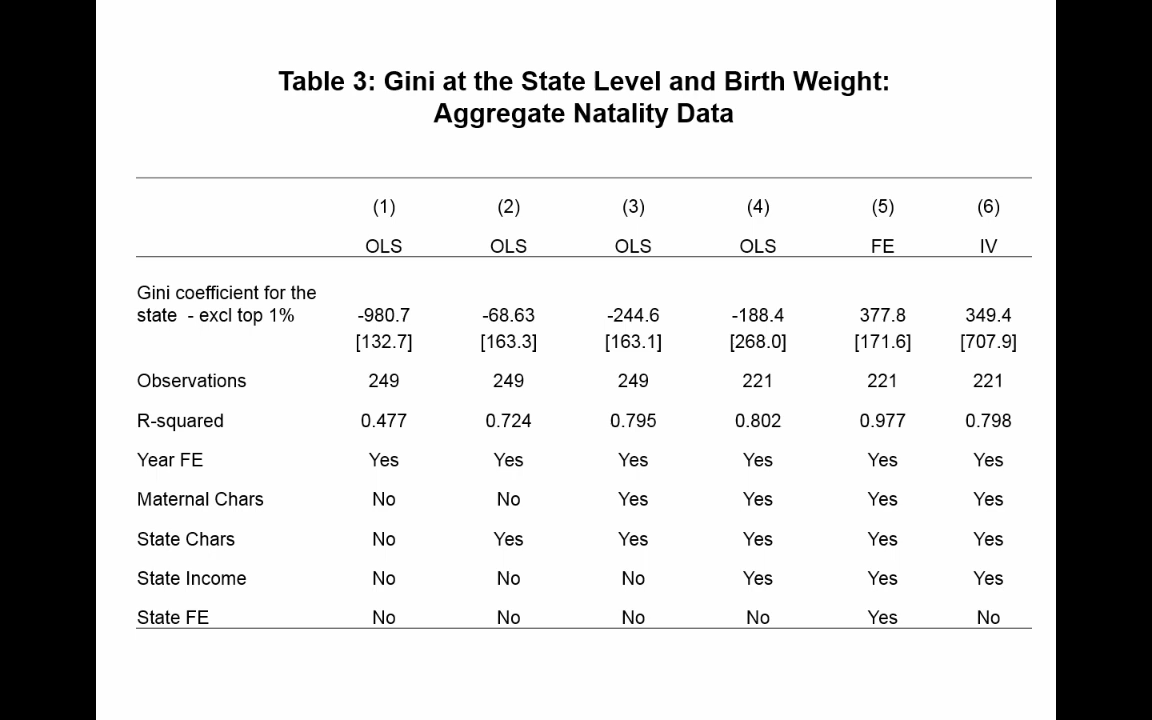 Table 3: Gini at the State Level and Birth Weight:
Aggregate Natality Data
(1) (2) (3) (4) (5) (6)
OLS OLS OLS OLS FE IV
Gini coefficient for the
state - excl top 1% -980.7 -68.63 -244.6 -188.4 377.8 349.4
[132.7] [163.3] [163.1] [268.0] [171.6] [707.9]
Observations 249 249 249 221 221 221
R-squared 0.477 0.724 0.795 0.802 0.977 0.798
Year FE Yes Yes Yes Yes Yes Yes
Maternal Chars No No Yes Yes Yes Yes
State Chars No Yes Yes Yes Yes Yes
State Income No No No Yes Yes Yes
State FE No No No No Yes No